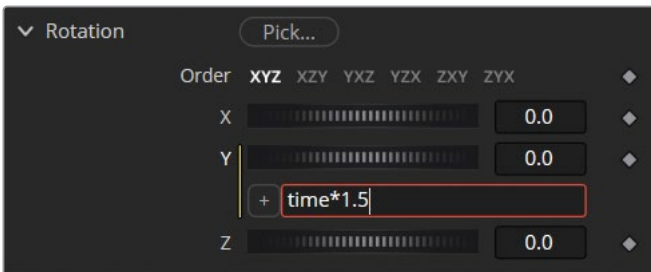 Rotation Pick...
Order XYZ XZY YXZ YZX ZXY ZYX
X 0.0
Y 0.0
+ time*1.5
Z 0.0